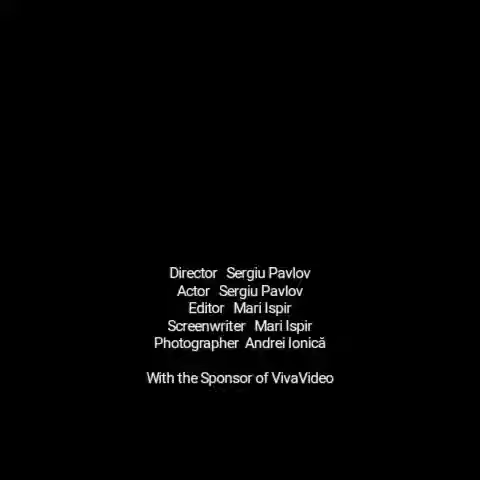 Director Sergiu Pavlov
Actor Sergiu Pavlov
Editor Mari Ispir
Screenwriter Mari Ispir
Photographer Andrei Ionică
With the Sponsor of VivaVideo